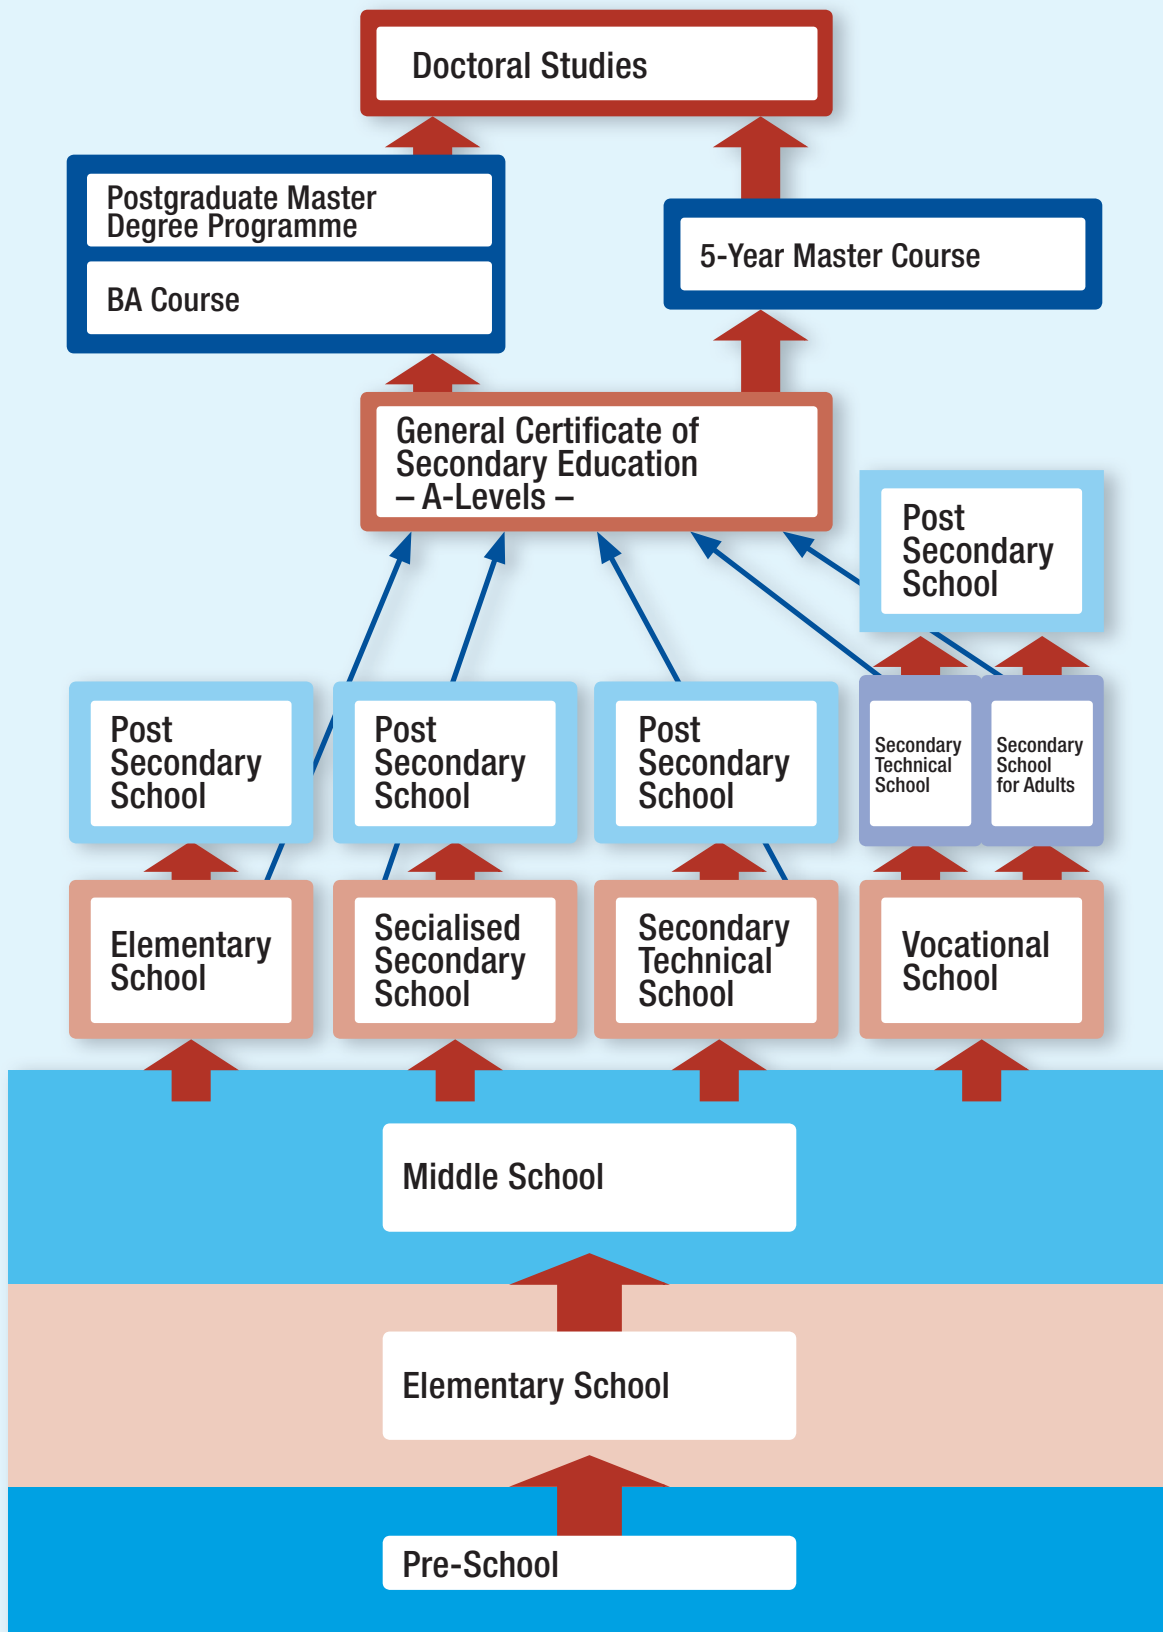 Doctoral Studies
Postgraduate Master
Degree Programme
BA Course
5-Year Master Course
General Certificate of
Secondary Education
– A-Levels –
Post
Secondary
School
Post
Secondary
School
Post
Secondary
School
Post
Secondary
School
Secondary
Technical
School
Secondary
School
for Adults
Elementary
School
Secialised
Secondary
School
Secondary
Technical
School
Vocational
School
Middle School
Elementary School
Pre-School